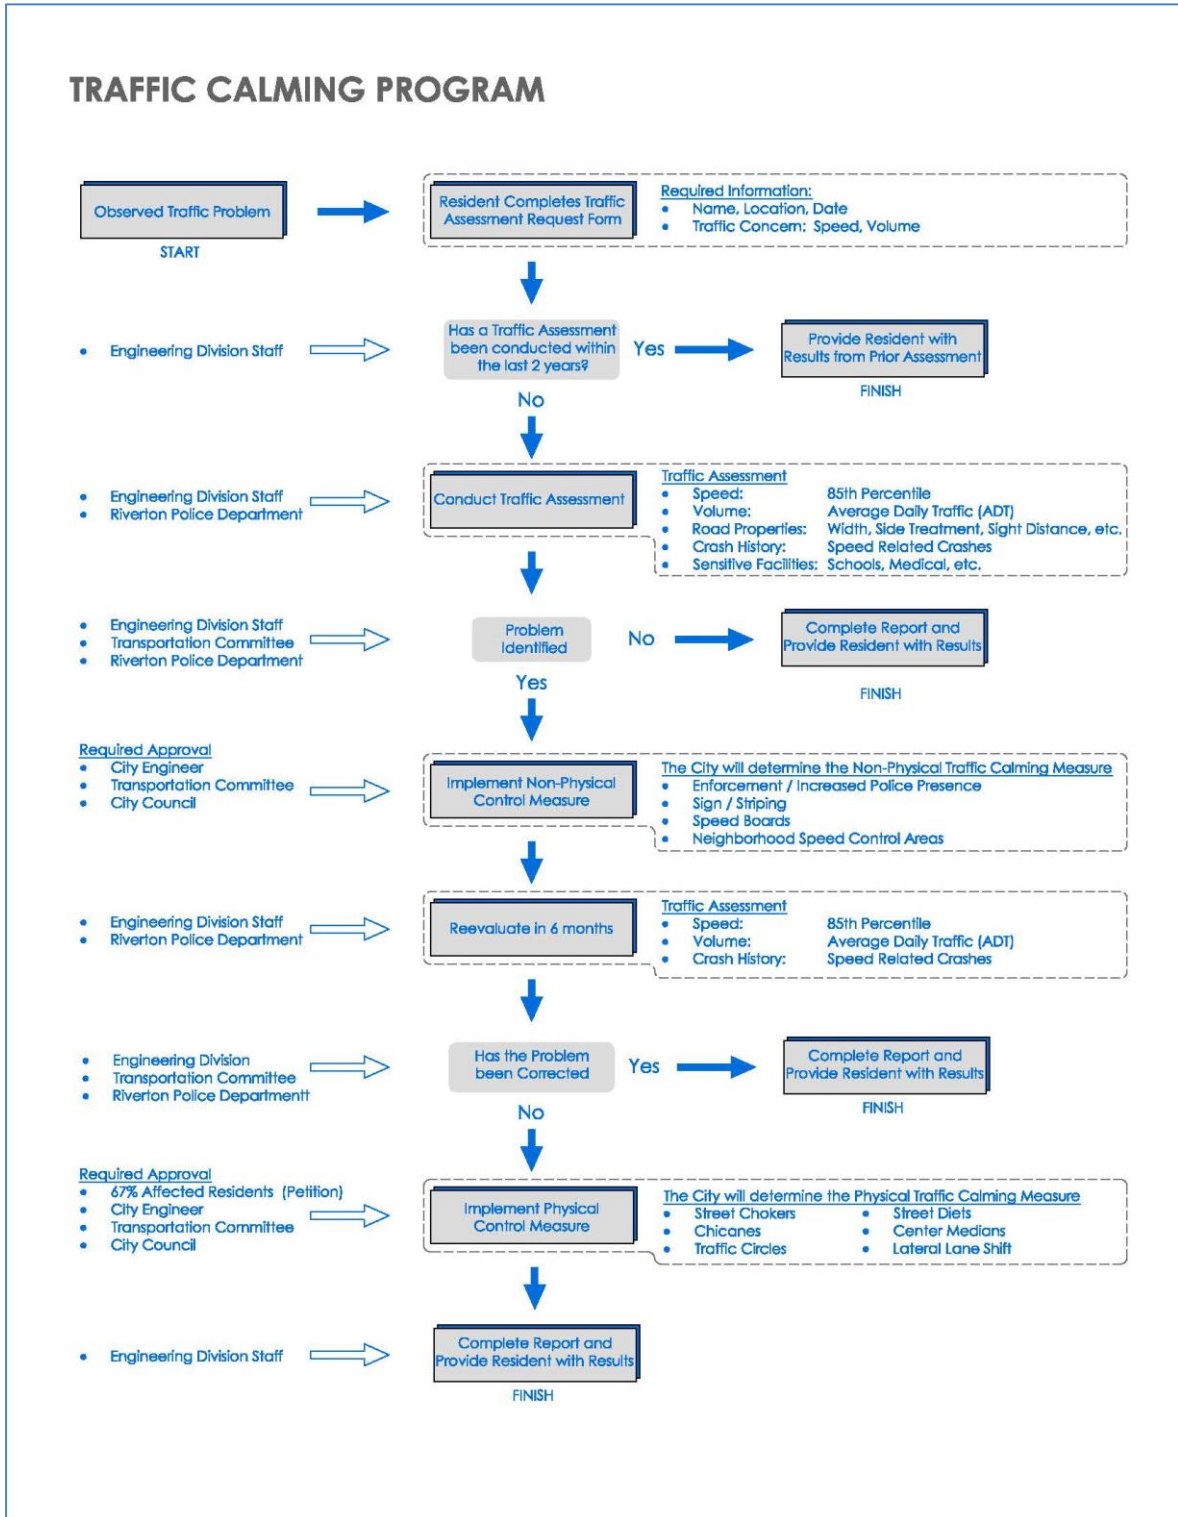 TRAFFIC CALMING PROGRAM
Observed Traffic Problem
START
Resident Completes Traffic
Assessment Request Form
Required Information:
• Name, Location, Date
• Traffic Concern: Speed, Volume
• Engineering Division Staff
Has a Traffic Assessment
been conducted within
the last 2 years?
Yes
Provide Resident with
Results from Prior Assessment
FINISH
No
• Engineering Division Staff
• Riverton Police Department
Conduct Traffic Assessment
Traffic Assessment
• Speed: 85th Percentile
• Volume: Average Daily Traffic (ADT)
• Road Properties: Width, Side Treatment, Sight Distance, etc.
• Crash History: Speed Related Crashes
• Sensitive Facilities: Schools, Medical, etc.
• Engineering Division Staff
• Transportation Committee
• Riverton Police Department
Problem
Identified
No
Complete Report and
Provide Resident with Results
FINISH
Yes
Required Approval
• City Engineer
• Transportation Committee
• City Council
Implement Non-Physical
Control Measure
The City will determine the Non-Physical Traffic Calming Measure
• Enforcement / Increased Police Presence
• Sign / Striping
• Speed Boards
• Neighborhood Speed Control Areas
• Engineering Division Staff
• Riverton Police Department
Reevaluate in 6 months
Traffic Assessment
• Speed: 85th Percentile
• Volume: Average Daily Traffic (ADT)
• Crash History: Speed Related Crashes
• Engineering Division
• Transportation Committee
• Riverton Police Departmentt
Has the Problem
been Corrected
Yes
Complete Report and
Provide Resident with Results
FINISH
No
Required Approval
• 67% Affected Residents (Petition)
• City Engineer
• Transportation Committee
• City Council
Implement Physical
Control Measure
The City will determine the Physical Traffic Calming Measure
• Street Chokers • Street Diets
• Chicanes • Center Medians
• Traffic Circles • Lateral Lane Shift
• Engineering Division Staff
Complete Report and
Provide Resident with Results
FINISH